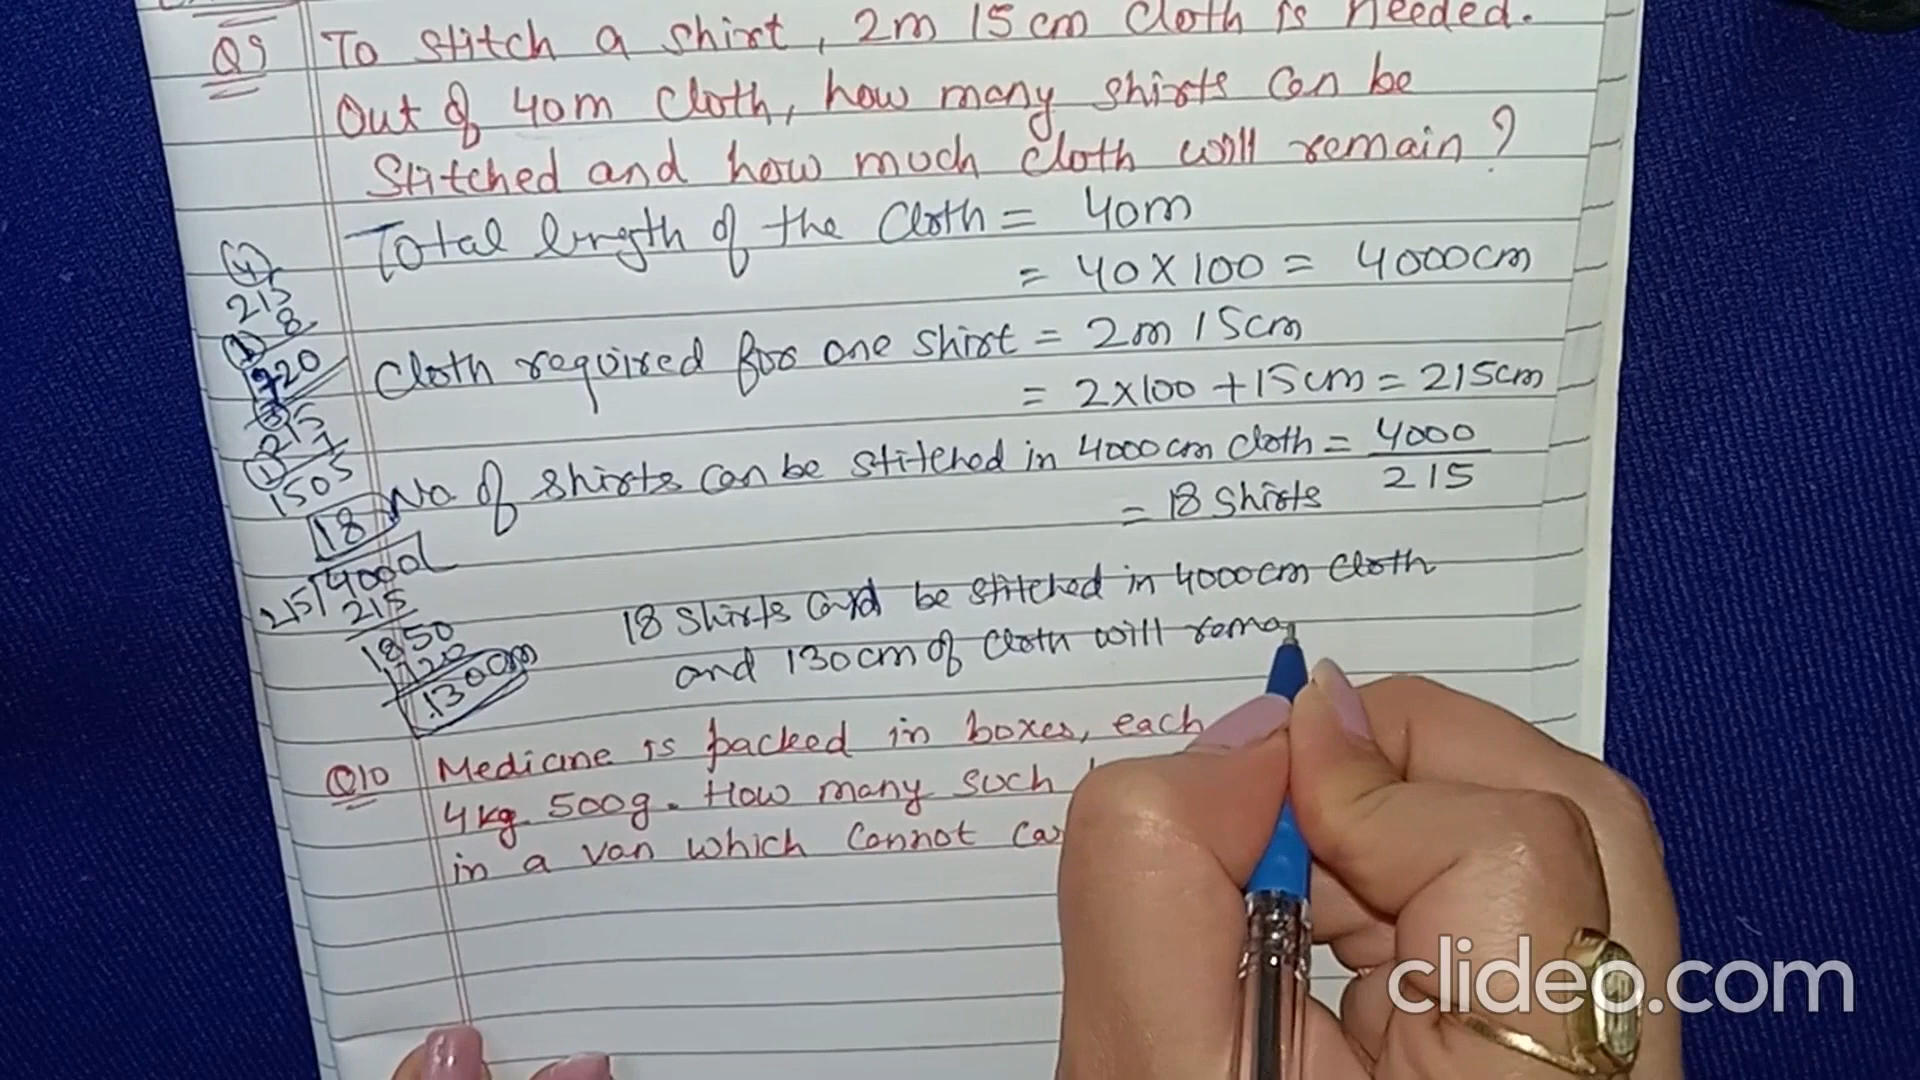 Q9 To stitch a shirt, 2m 15cm cloth is needed.
Out of 40m cloth, how many shirts can be
stitched and how much cloth will remain?
Total length of the cloth = 40m
= 40 x 100 = 4000cm
Cloth required for one shirt = 2m 15cm
= 2x100 + 15cm = 215cm
No of shirts can be stitched in 4000cm cloth = 4000
215
= 18 shirts
18 shirts be stitched in 4000cm cloth
and 130cm of cloth will remai
4
215
8
1
1720
3
215
7
1
1505
18
215 4000
215
1850
1720
130cm
Q10 Medicine is packed in boxes, each
4kg 500g. How many such
in a van which cannot ca
clideo.com